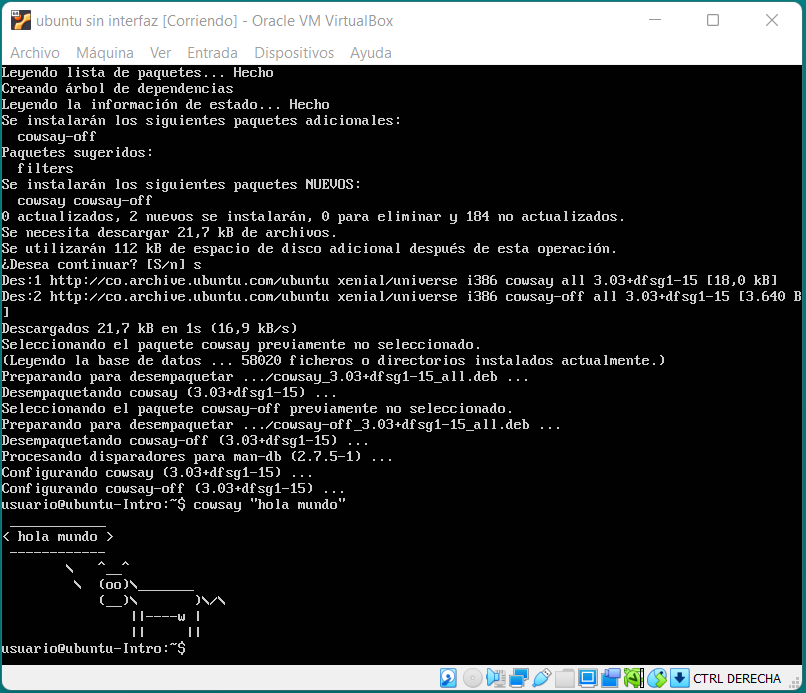 ubuntu sin interfaz [Corriendo] - Oracle VM VirtualBox
Archivo Máquina Ver Entrada Dispositivos Ayuda
Leyendo lista de paquetes... Hecho
Creando árbol de dependencias
Leyendo la información de estado... Hecho
Se instalarán los siguientes paquetes adicionales:
  cowsay-off
Paquetes sugeridos:
  filters
Se instalarán los siguientes paquetes NUEVOS:
  cowsay cowsay-off
0 actualizados, 2 nuevos se instalarán, 0 para eliminar y 184 no actualizados.
Se necesita descargar 21,7 kB de archivos.
Se utilizarán 112 kB de espacio de disco adicional después de esta operación.
¿Desea continuar? [S/n] s
Des:1 http://co.archive.ubuntu.com/ubuntu xenial/universe i386 cowsay all 3.03+dfsg1-15 [18,0 kB]
Des:2 http://co.archive.ubuntu.com/ubuntu xenial/universe i386 cowsay-off all 3.03+dfsg1-15 [3.640 B
]
Descargados 21,7 kB en 1s (16,9 kB/s)
Seleccionando el paquete cowsay previamente no seleccionado.
(Leyendo la base de datos ... 58020 ficheros o directorios instalados actualmente.)
Preparando para desempaquetar .../cowsay_3.03+dfsg1-15_all.deb ...
Desempaquetando cowsay (3.03+dfsg1-15) ...
Seleccionando el paquete cowsay-off previamente no seleccionado.
Preparando para desempaquetar .../cowsay-off_3.03+dfsg1-15_all.deb ...
Desempaquetando cowsay-off (3.03+dfsg1-15) ...
Procesando disparadores para man-db (2.7.5-1) ...
Configurando cowsay (3.03+dfsg1-15) ...
Configurando cowsay-off (3.03+dfsg1-15) ...
usuario@ubuntu-Intro:~$ cowsay "hola mundo"
 ____________
< hola mundo >
 ------------
        \   ^__^
         \  (oo)\_______
            (__)\       )\/\
                ||----w |
                ||     ||
usuario@ubuntu-Intro:~$
CTRL DERECHA